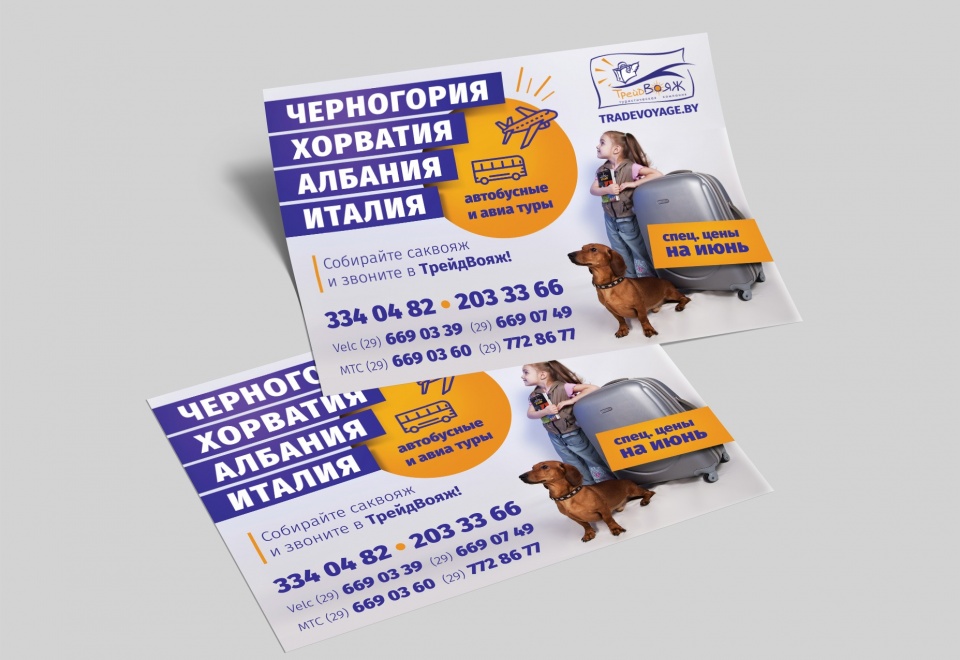 ЧЕРНОГОРИЯ
ХОРВАТИЯ
АЛБАНИЯ
ИТАЛИЯ
автобусные
и авиа туры
ТрейдВояЖ
туристическая компания
TRADEVOYAGE.BY
спец. цены
на июнь
Собирайте саквояж
и звоните в ТрейдВояж!
334 04 82 • 203 33 66
Velc (29) 669 03 39 (29) 669 07 49
МТС (29) 669 03 60 (29) 772 86 77
ЧЕРНОГО
ХОРВАТИЯ
АЛБАНИЯ
ИТАЛИЯ
автобусные
и авиа туры
спец. цены
на июнь
Собирайте саквояж
и звоните в ТрейдВояж!
334 04 82 • 203 33 66
Velc (29) 669 03 39 (29) 669 07 49
МТС (29) 669 03 60 (29) 772 86 77